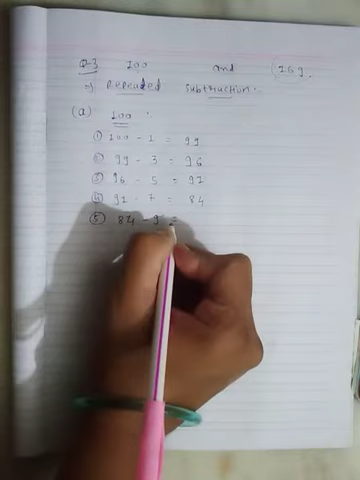 Q-3 100 and 169.
⇒ Repeated subtraction:-
(a) 100 :
① 100 - 1 = 99
② 99 - 3 = 96
③ 96 - 5 = 91
④ 91 - 7 = 84
⑤ 84 - 9 =